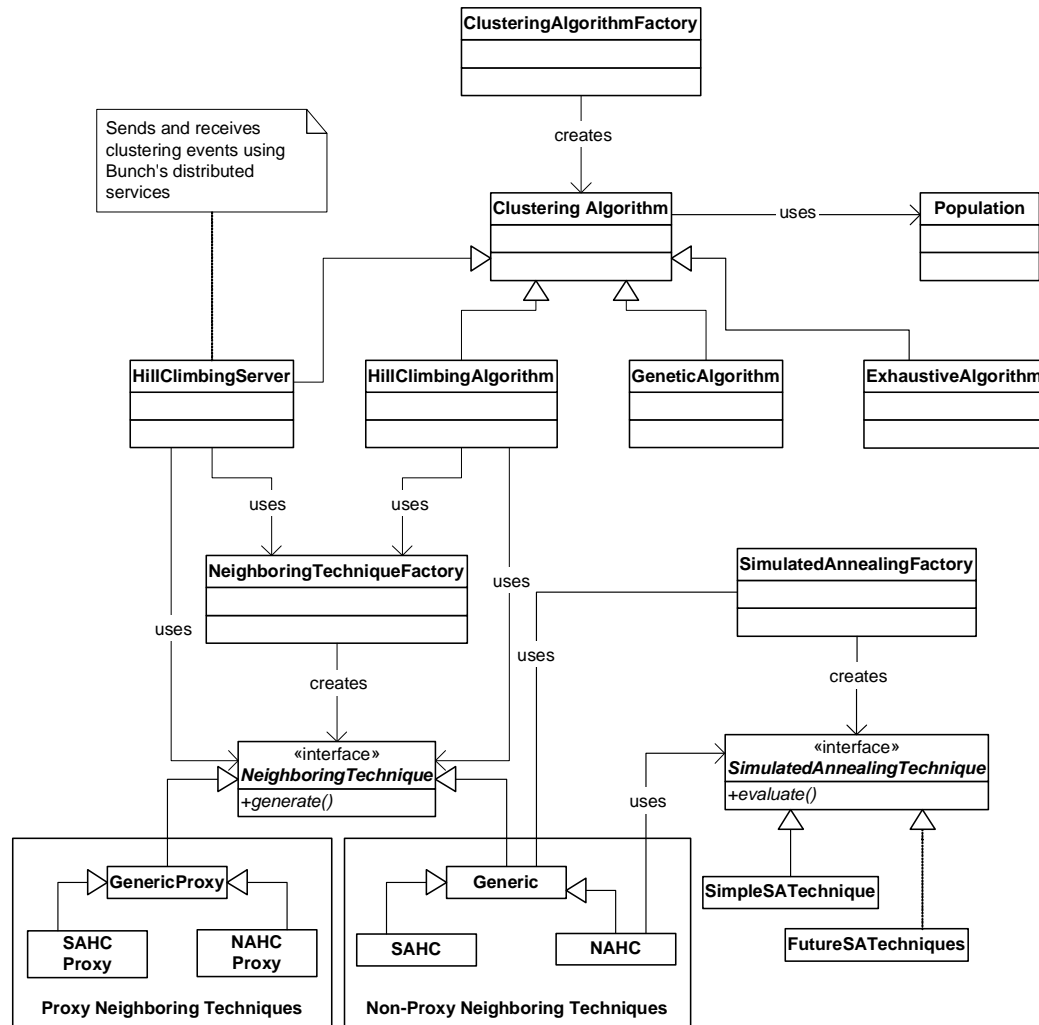 ClusteringAlgorithmFactory
Sends and receives
clustering events using
Bunch's distributed
services
creates
Clustering Algorithm
uses
Population
HillClimbingServer
HillClimbingAlgorithm
GeneticAlgorithm
ExhaustiveAlgorithm
uses
uses
NeighboringTechniqueFactory
SimulatedAnnealingFactory
uses
uses
uses
creates
creates
«interface»
NeighboringTechnique
+generate()
«interface»
SimulatedAnnealingTechnique
+evaluate()
uses
GenericProxy
Generic
SimpleSATechnique
SAHC
Proxy
NAHC
Proxy
SAHC
NAHC
FutureSATechniques
Proxy Neighboring Techniques
Non-Proxy Neighboring Techniques